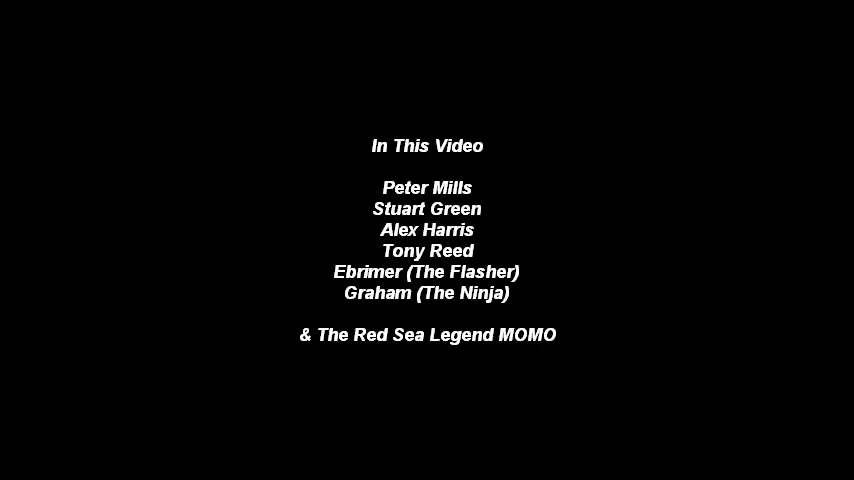 In This Video
Peter Mills
Stuart Green
Alex Harris
Tony Reed
Ebrimer (The Flasher)
Graham (The Ninja)
& The Red Sea Legend MOMO